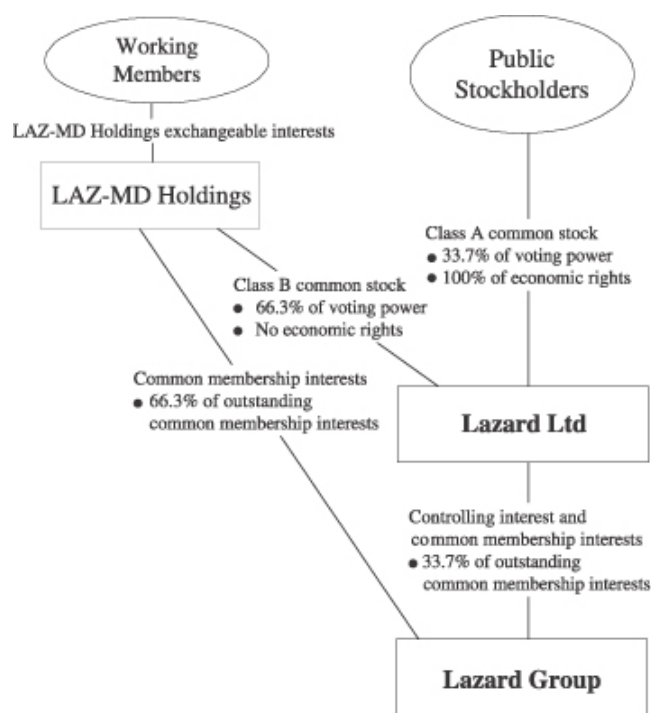 Working
Members
Public
Stockholders
LAZ-MD Holdings exchangeable interests
LAZ-MD Holdings
Class A common stock
● 33.7% of voting power
● 100% of economic rights
Class B common stock
● 66.3% of voting power
● No economic rights
Common membership interests
● 66.3% of outstanding
common membership interests
Lazard Ltd
Controlling interest and
common membership interests
● 33.7% of outstanding
common membership interests
Lazard Group